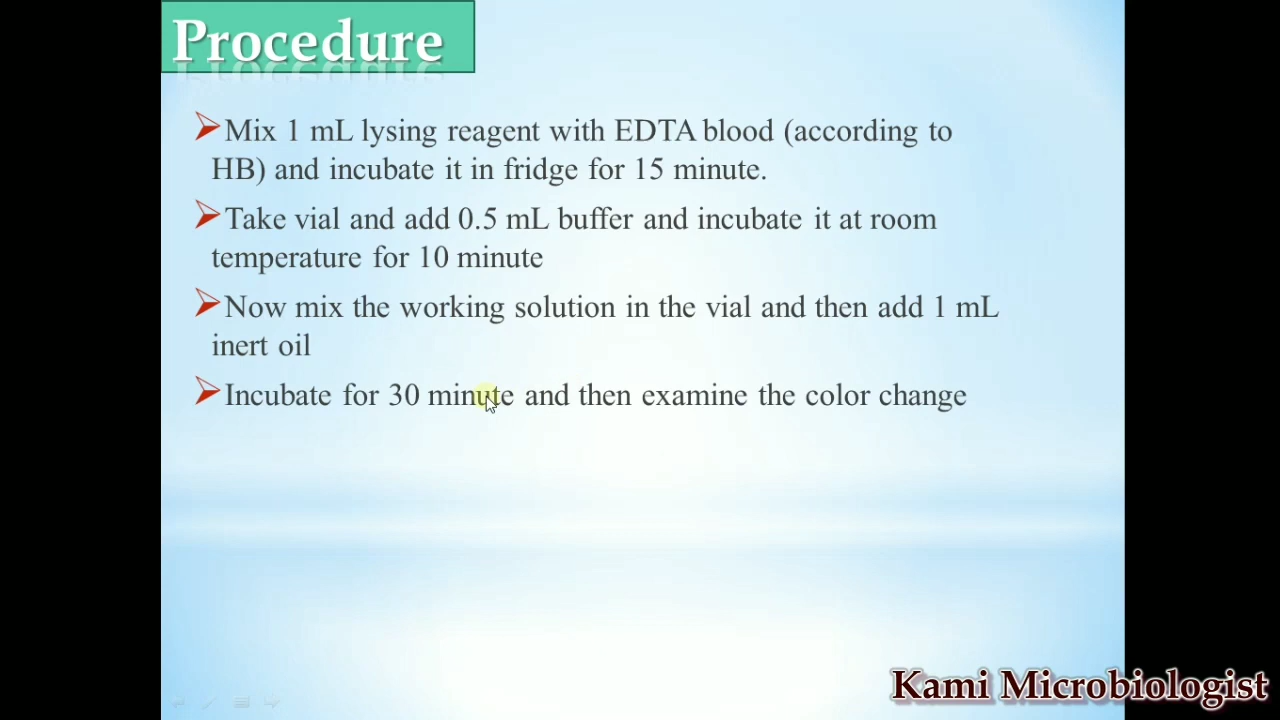 Procedure
Mix 1 mL lysing reagent with EDTA blood (according to
HB) and incubate it in fridge for 15 minute.
Take vial and add 0.5 mL buffer and incubate it at room
temperature for 10 minute
Now mix the working solution in the vial and then add 1 mL
inert oil
Incubate for 30 minute and then examine the color change
Kami Microbiologist